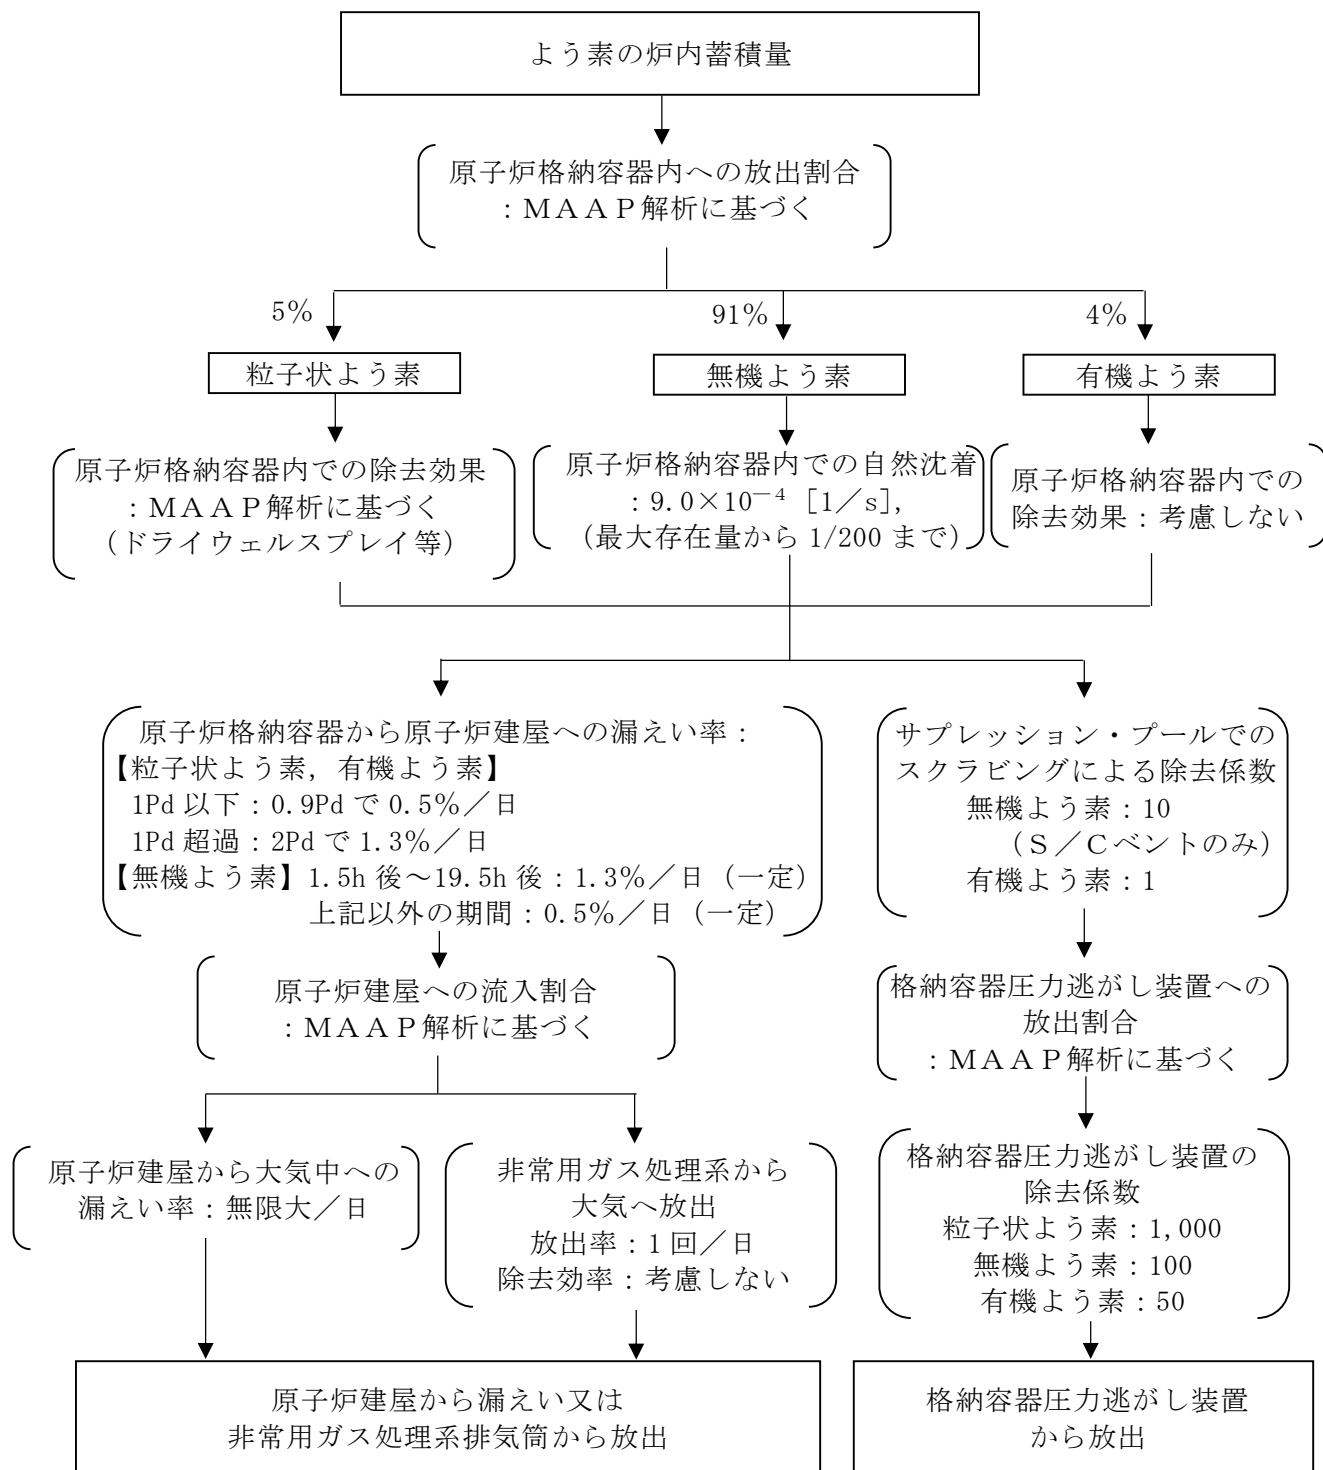 よう素の炉内蓄積量
原子炉格納容器内への放出割合
：ＭＡＡＰ解析に基づく
5％
91％
4％
粒子状よう素
無機よう素
有機よう素
原子炉格納容器内での除去効果
：ＭＡＡＰ解析に基づく
（ドライウェルスプレイ等）
原子炉格納容器内での自然沈着
：9.0×10⁻⁴［1／s］，
（最大存在量から 1/200 まで）
原子炉格納容器内での
除去効果：考慮しない
原子炉格納容器から原子炉建屋への漏えい率：
【粒子状よう素，有機よう素】
1Pd 以下：0.9Pd で 0.5％／日
1Pd 超過：2Pd で 1.3％／日
【無機よう素】1.5h 後～19.5h 後：1.3％／日（一定）
上記以外の期間：0.5％／日（一定）
サプレッション・プールでの
スクラビングによる除去係数
無機よう素：10
（Ｓ／Ｃベントのみ）
有機よう素：1
原子炉建屋への流入割合
：ＭＡＡＰ解析に基づく
格納容器圧力逃がし装置への
放出割合
：ＭＡＡＰ解析に基づく
原子炉建屋から大気中への
漏えい率：無限大／日
非常用ガス処理系から
大気へ放出
放出率：1 回／日
除去効率：考慮しない
格納容器圧力逃がし装置の
除去係数
粒子状よう素：1,000
無機よう素：100
有機よう素：50
原子炉建屋から漏えい又は
非常用ガス処理系排気筒から放出
格納容器圧力逃がし装置
から放出